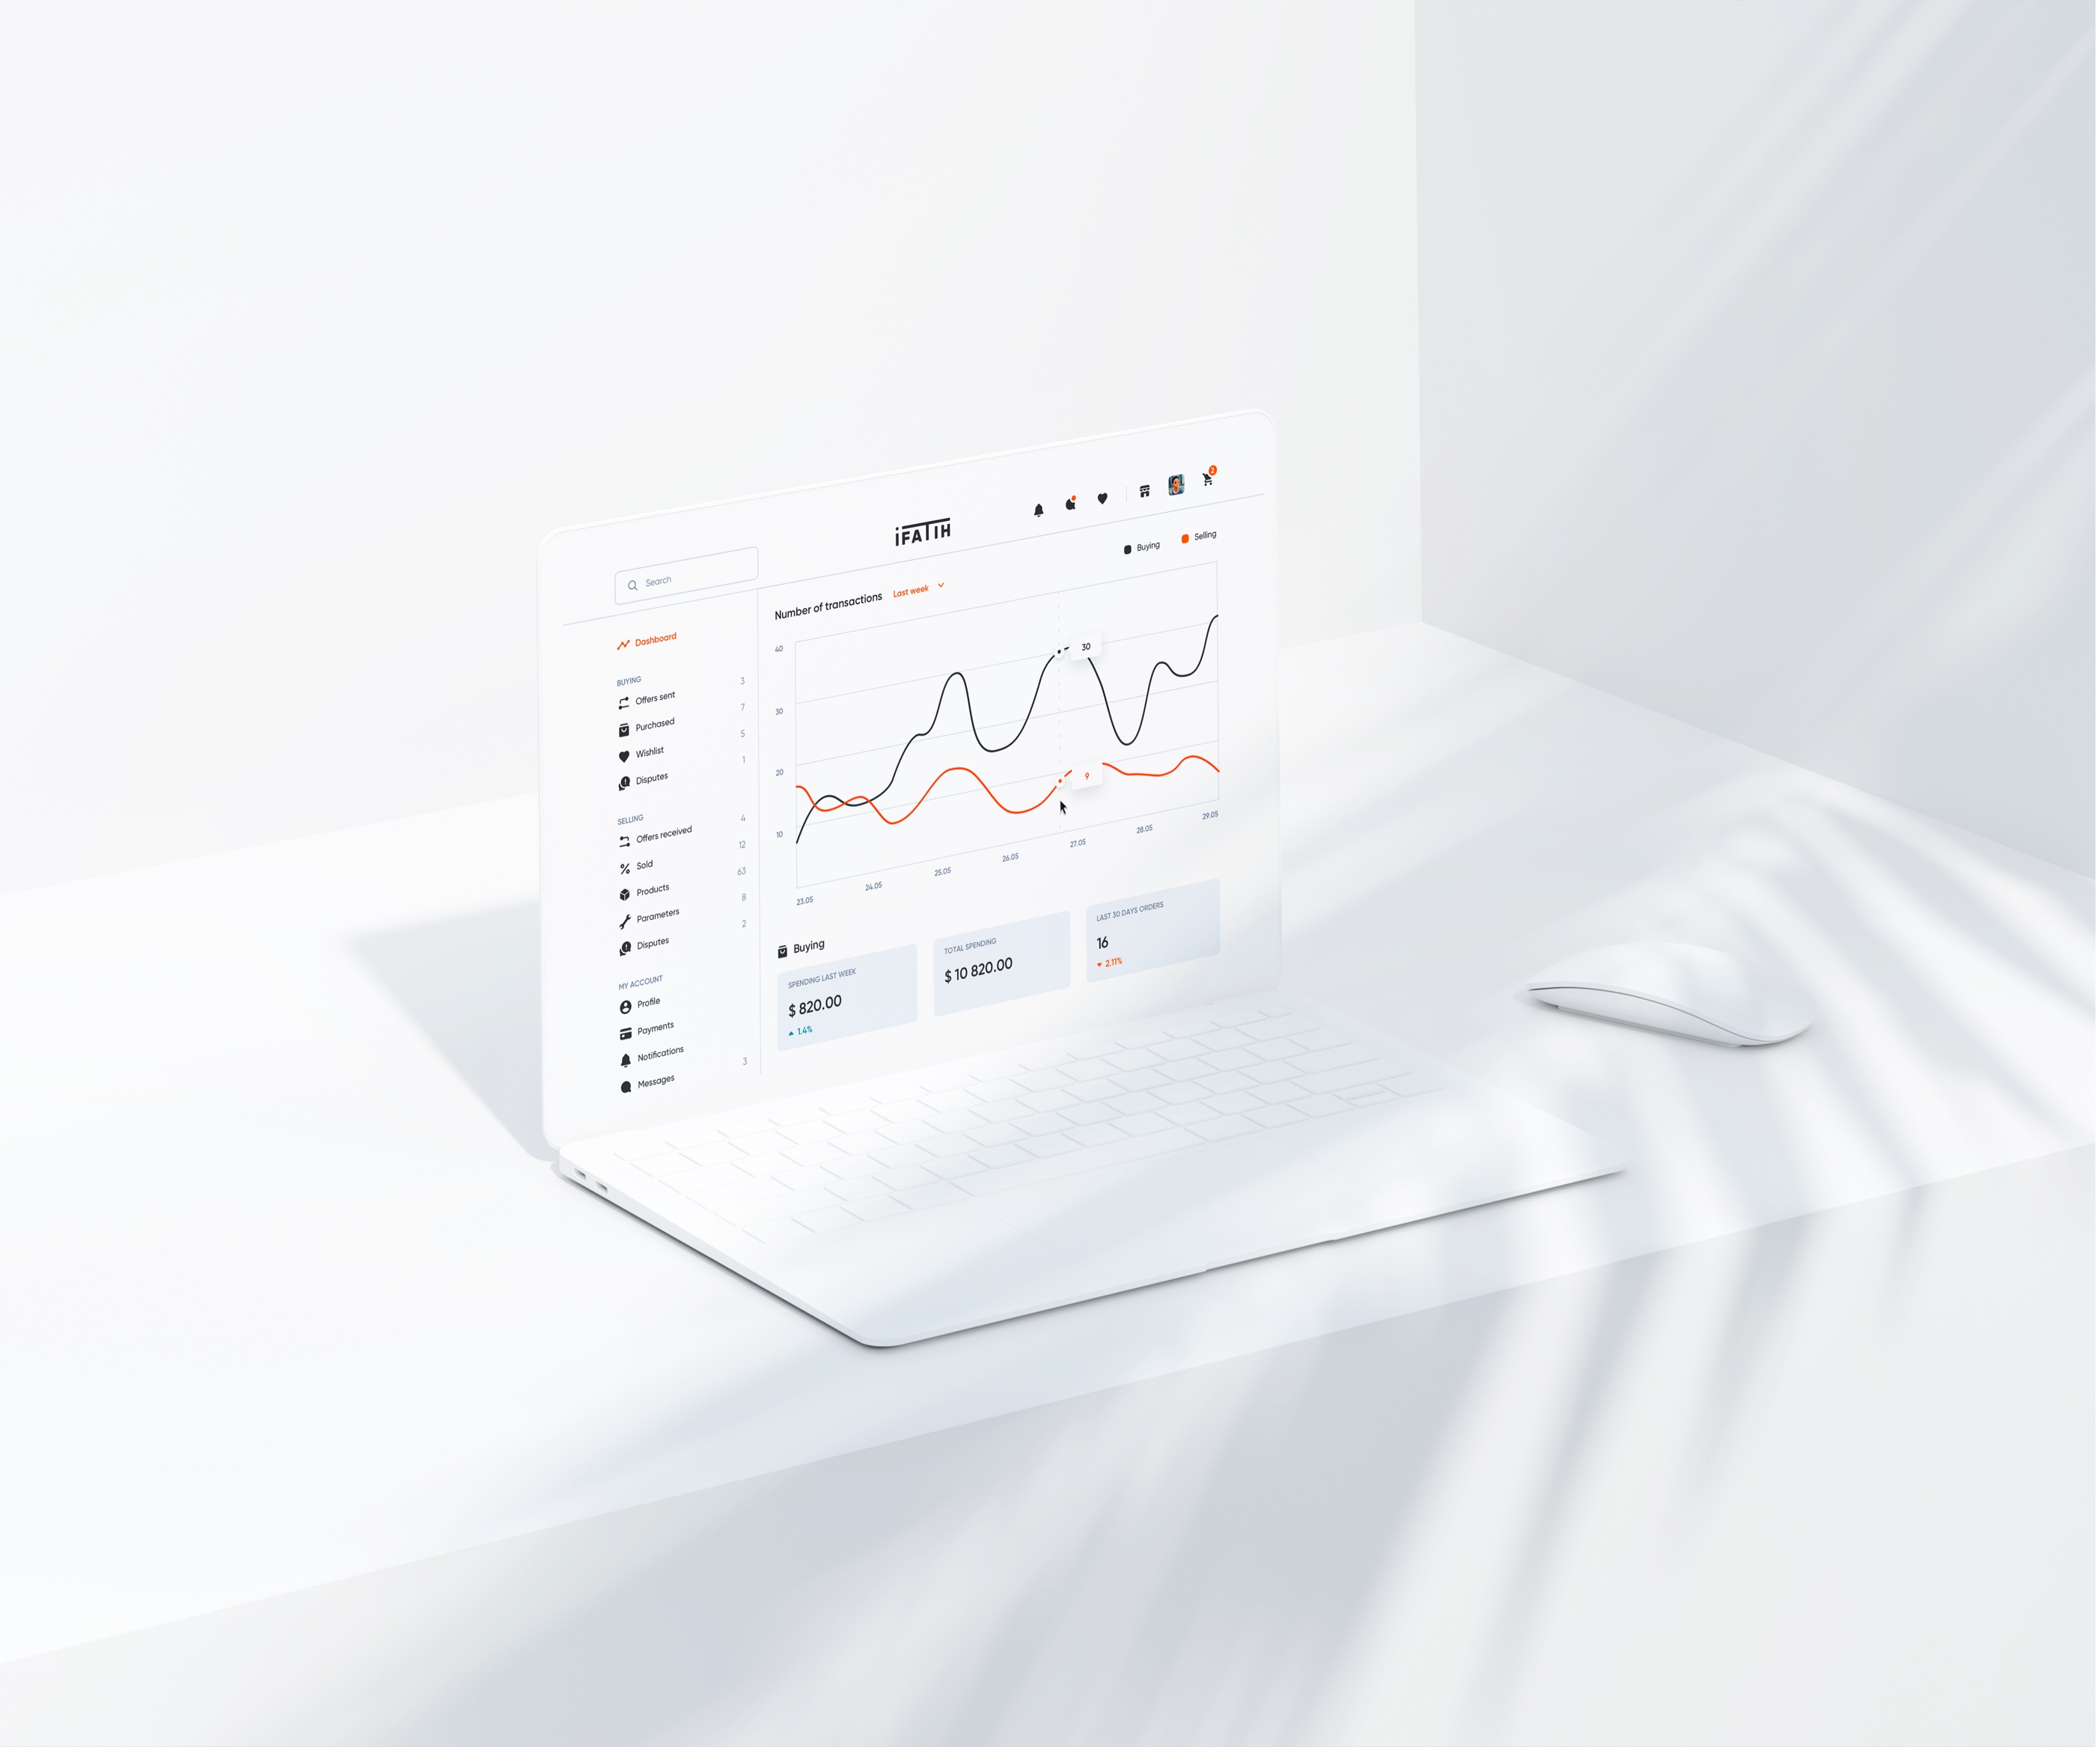 iFATIH
2
Search
Buying
Selling
Number of transactions
Last week
Dashboard
BUYING
3
Offers sent
7
Purchased
5
Wishlist
1
Disputes
SELLING
4
Offers received
12
Sold
63
Products
8
Parameters
2
Disputes
MY ACCOUNT
Profile
Payments
Notifications
3
Messages
40
30
20
10
30
9
23.05
24.05
25.05
26.05
27.05
28.05
29.05
Buying
SPENDING LAST WEEK
$ 820.00
1.4%
TOTAL SPENDING
$ 10 820.00
LAST 30 DAYS ORDERS
16
2.11%